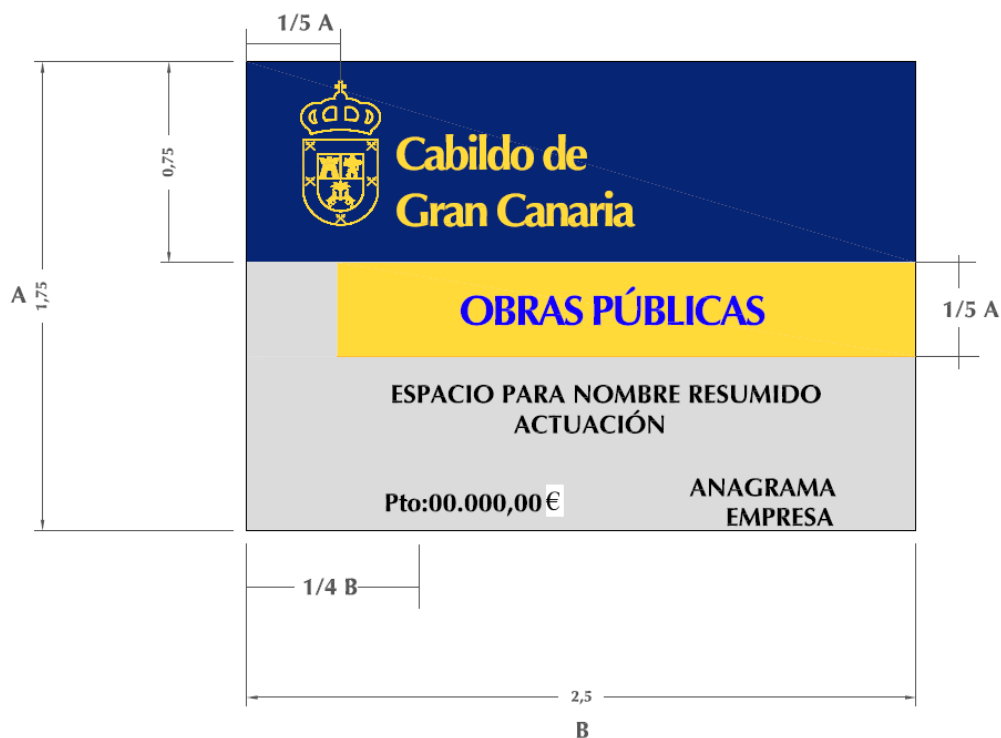 1/5 A
0,75
A
1,75
Cabildo de
Gran Canaria
OBRAS PÚBLICAS
1/5 A
ESPACIO PARA NOMBRE RESUMIDO
ACTUACIÓN
Pto:00.000,00 €
ANAGRAMA
EMPRESA
1/4 B
2,5
B